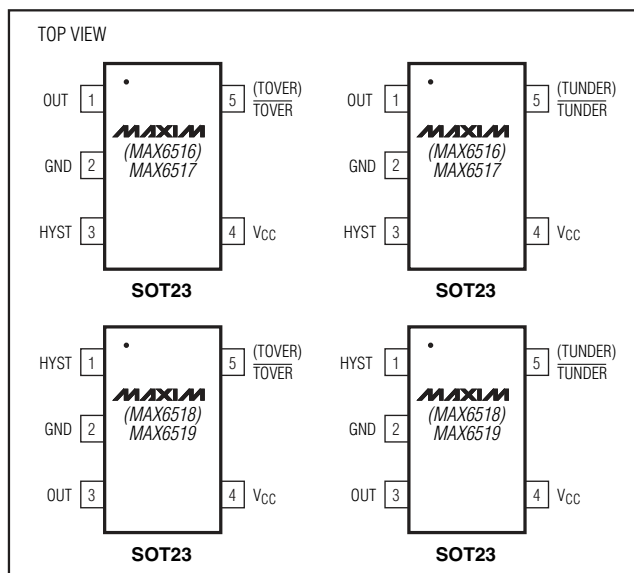 TOP VIEW
OUT 1
GND 2
HYST 3
MAXIM
(MAX6516)
MAX6517
5 (TOVER)
TOVER
4 VCC
SOT23
OUT 1
GND 2
HYST 3
MAXIM
(MAX6516)
MAX6517
5 (TUNDER)
TUNDER
4 VCC
SOT23
HYST 1
GND 2
OUT 3
MAXIM
(MAX6518)
MAX6519
5 (TOVER)
TOVER
4 VCC
SOT23
HYST 1
GND 2
OUT 3
MAXIM
(MAX6518)
MAX6519
5 (TUNDER)
TUNDER
4 VCC
SOT23